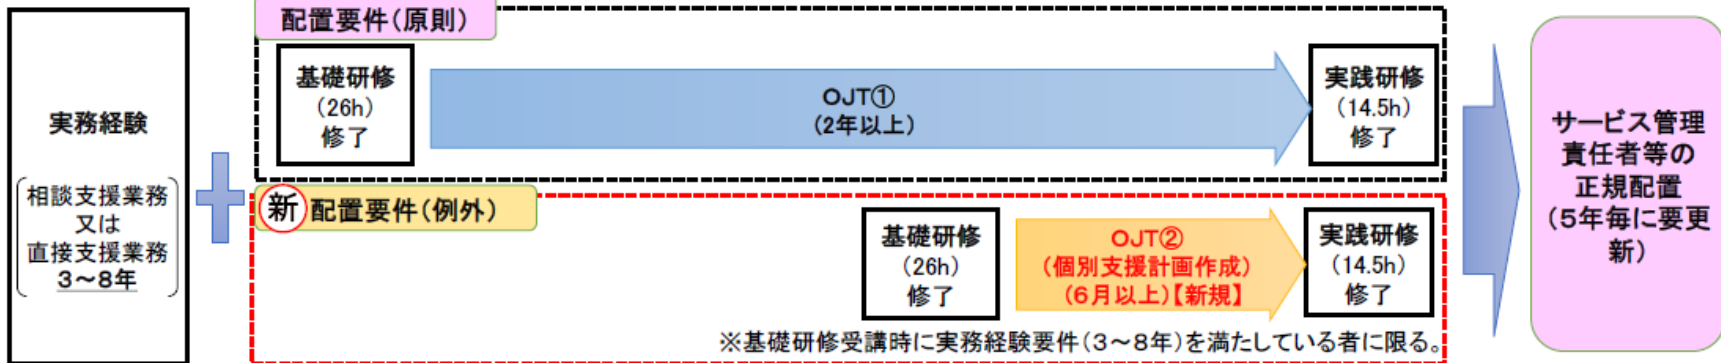 実務経験
相談支援業務
又は
直接支援業務
3~8年
配置要件(原則)
基礎研修
(26h)
修了
OJT①
(2年以上)
実践研修
(14.5h)
修了
新 配置要件(例外)
基礎研修
(26h)
修了
OJT②
(個別支援計画作成)
(6月以上)【新規】
実践研修
(14.5h)
修了
※基礎研修受講時に実務経験要件(3~8年)を満たしている者に限る。
サービス管理
責任者等の
正規配置
(5年毎に要更
新)